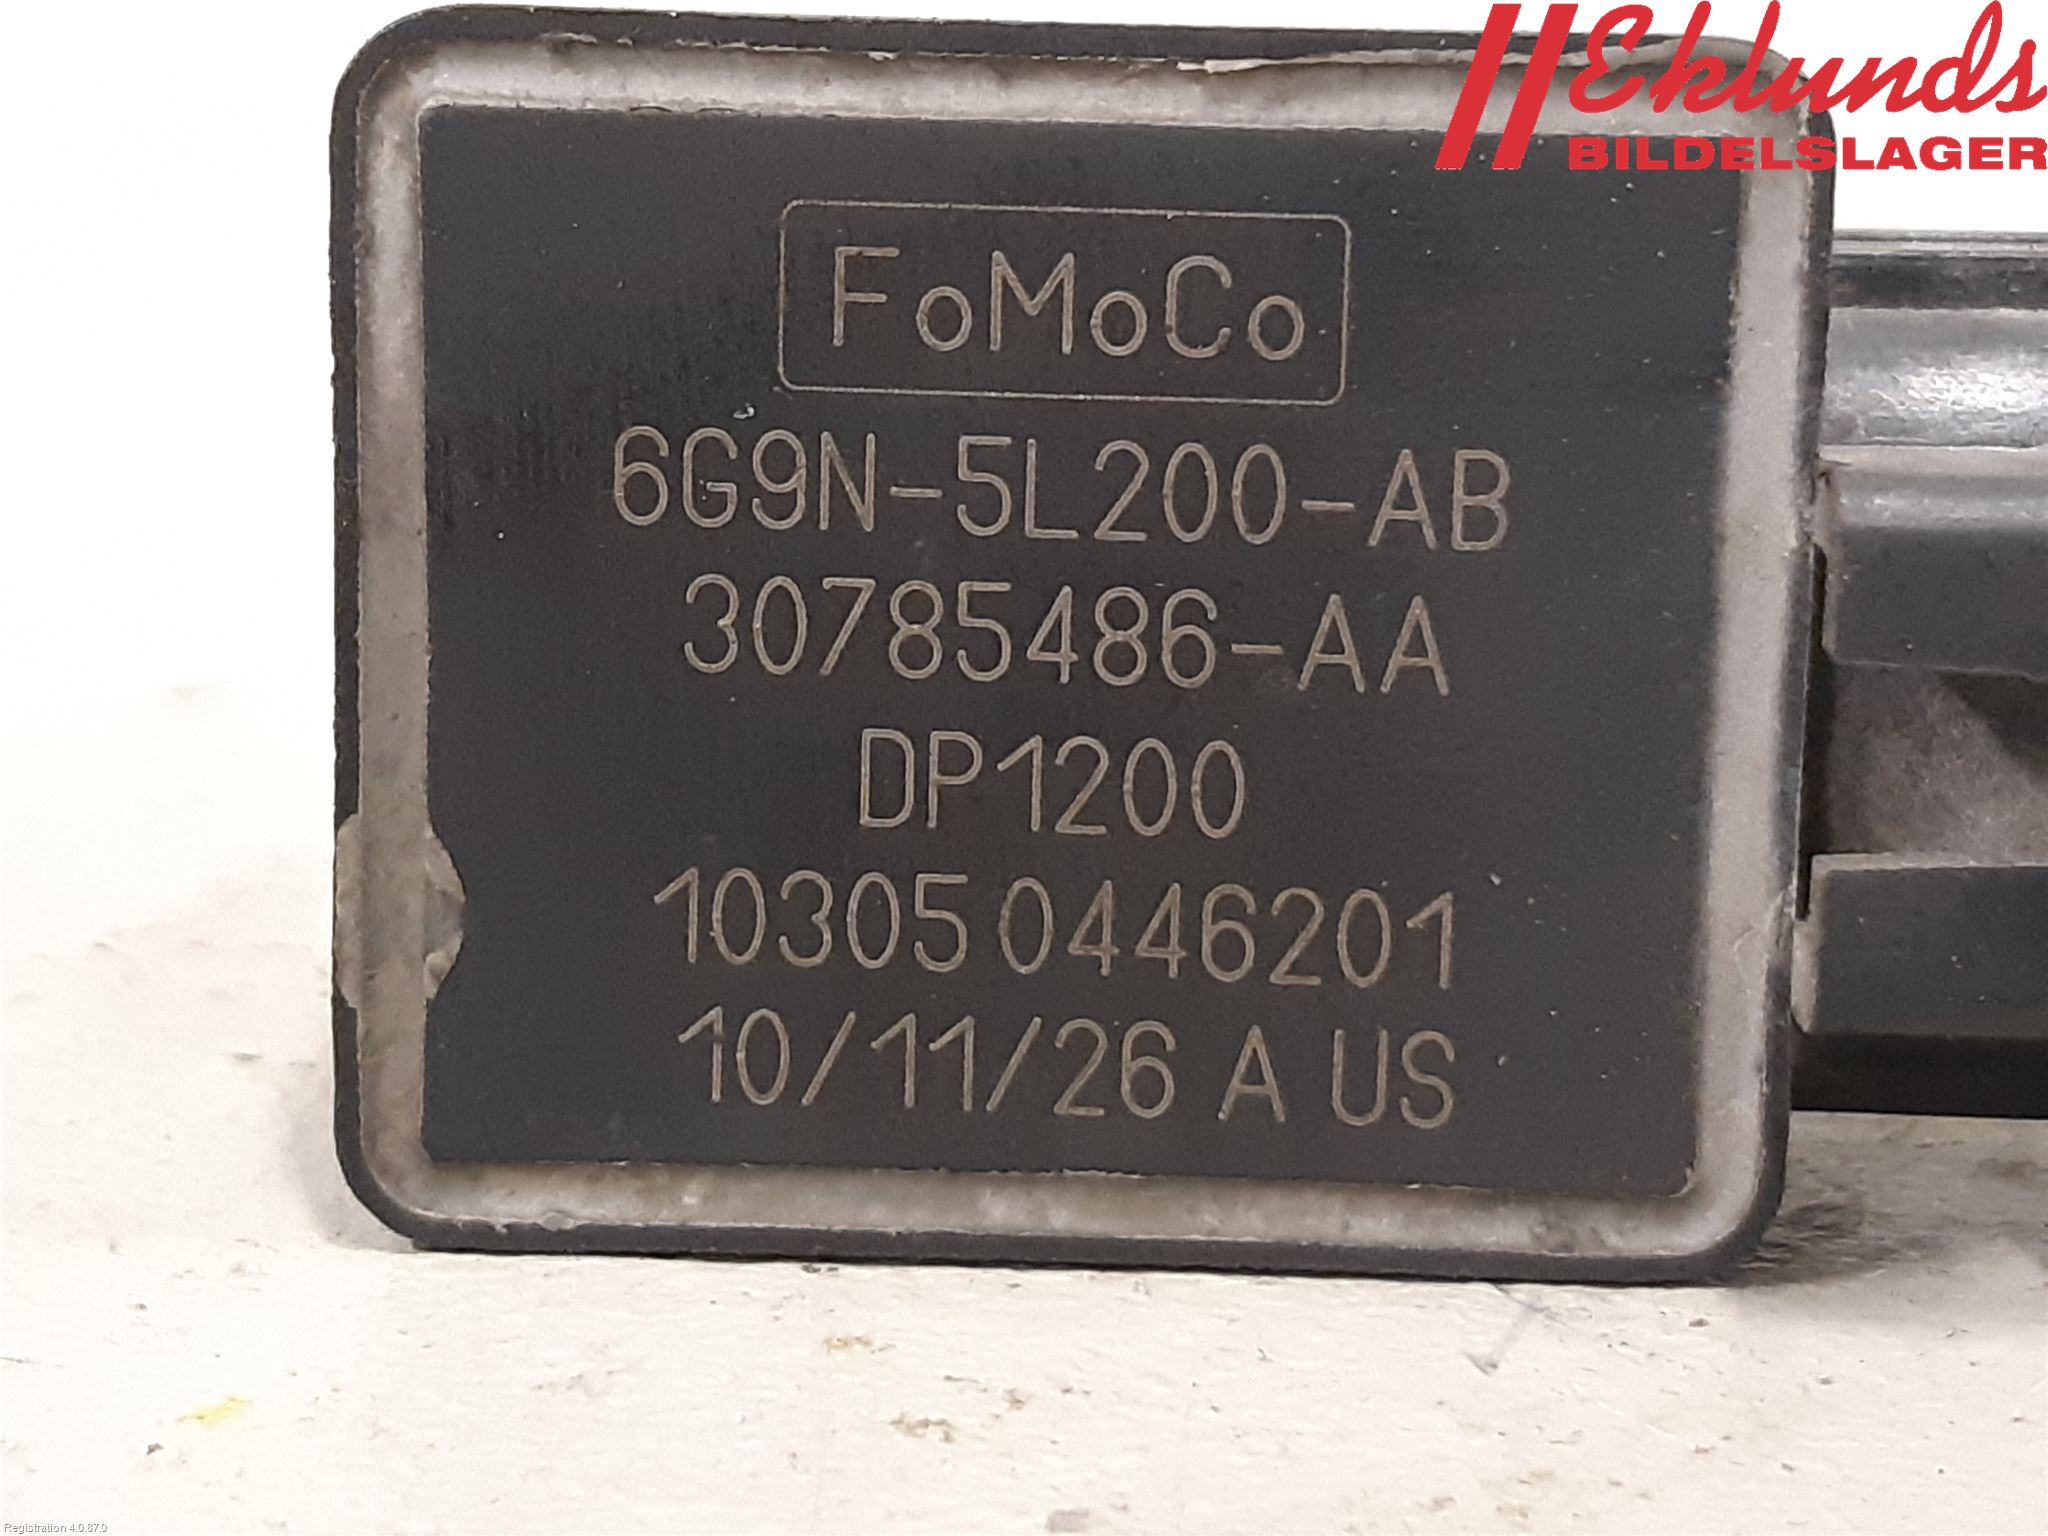 Eklunds
BILDELSLAGER
FoMoCo
6G9N-5L200-AB
30785486-AA
DP1200
10305 0446201
10/11/26 A US
Registration 4.0.87.0